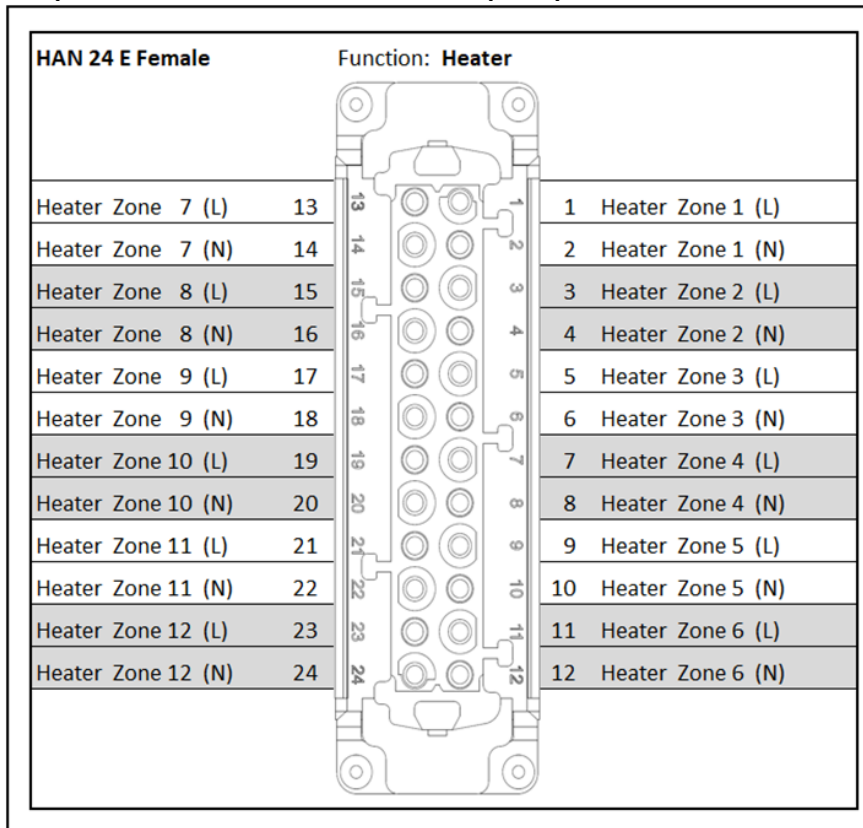 HAN 24 E Female Function: Heater
Heater Zone 7 (L) 13 13 1 1 Heater Zone 1 (L)
Heater Zone 7 (N) 14 14 2 2 Heater Zone 1 (N)
Heater Zone 8 (L) 15 15 3 3 Heater Zone 2 (L)
Heater Zone 8 (N) 16 16 4 4 Heater Zone 2 (N)
Heater Zone 9 (L) 17 17 5 5 Heater Zone 3 (L)
Heater Zone 9 (N) 18 18 6 6 Heater Zone 3 (N)
Heater Zone 10 (L) 19 19 7 7 Heater Zone 4 (L)
Heater Zone 10 (N) 20 20 8 8 Heater Zone 4 (N)
Heater Zone 11 (L) 21 21 9 9 Heater Zone 5 (L)
Heater Zone 11 (N) 22 22 10 10 Heater Zone 5 (N)
Heater Zone 12 (L) 23 23 11 11 Heater Zone 6 (L)
Heater Zone 12 (N) 24 24 12 12 Heater Zone 6 (N)